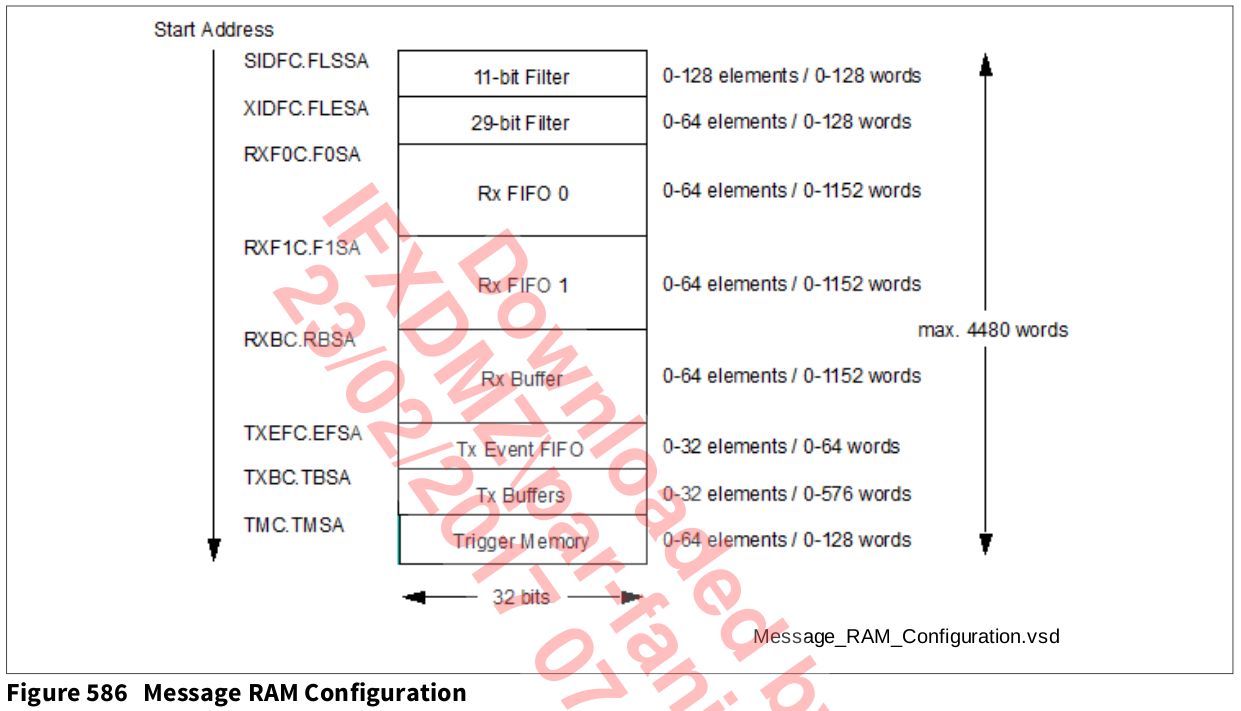 Start Address
SIDFC.FLSSA
11-bit Filter
0-128 elements / 0-128 words
XIDFC.FLESA
29-bit Filter
0-64 elements / 0-128 words
RXF0C.F0SA
Rx FIFO 0
0-64 elements / 0-1152 words
RXF1C.F1SA
Rx FIFO 1
0-64 elements / 0-1152 words
max. 4480 words
RXBC.RBSA
Rx Buffer
0-64 elements / 0-1152 words
TXEFC.EFSA
Tx Event FIFO
0-32 elements / 0-64 words
TXBC.TBSA
Tx Buffers
0-32 elements / 0-576 words
TMC.TMSA
Trigger Memory
0-64 elements / 0-128 words
32 bits
Message_RAM_Configuration.vsd
Figure 586 Message RAM Configuration
Downloaded by
IFXDMZ\par-fani
23/02/2017 07